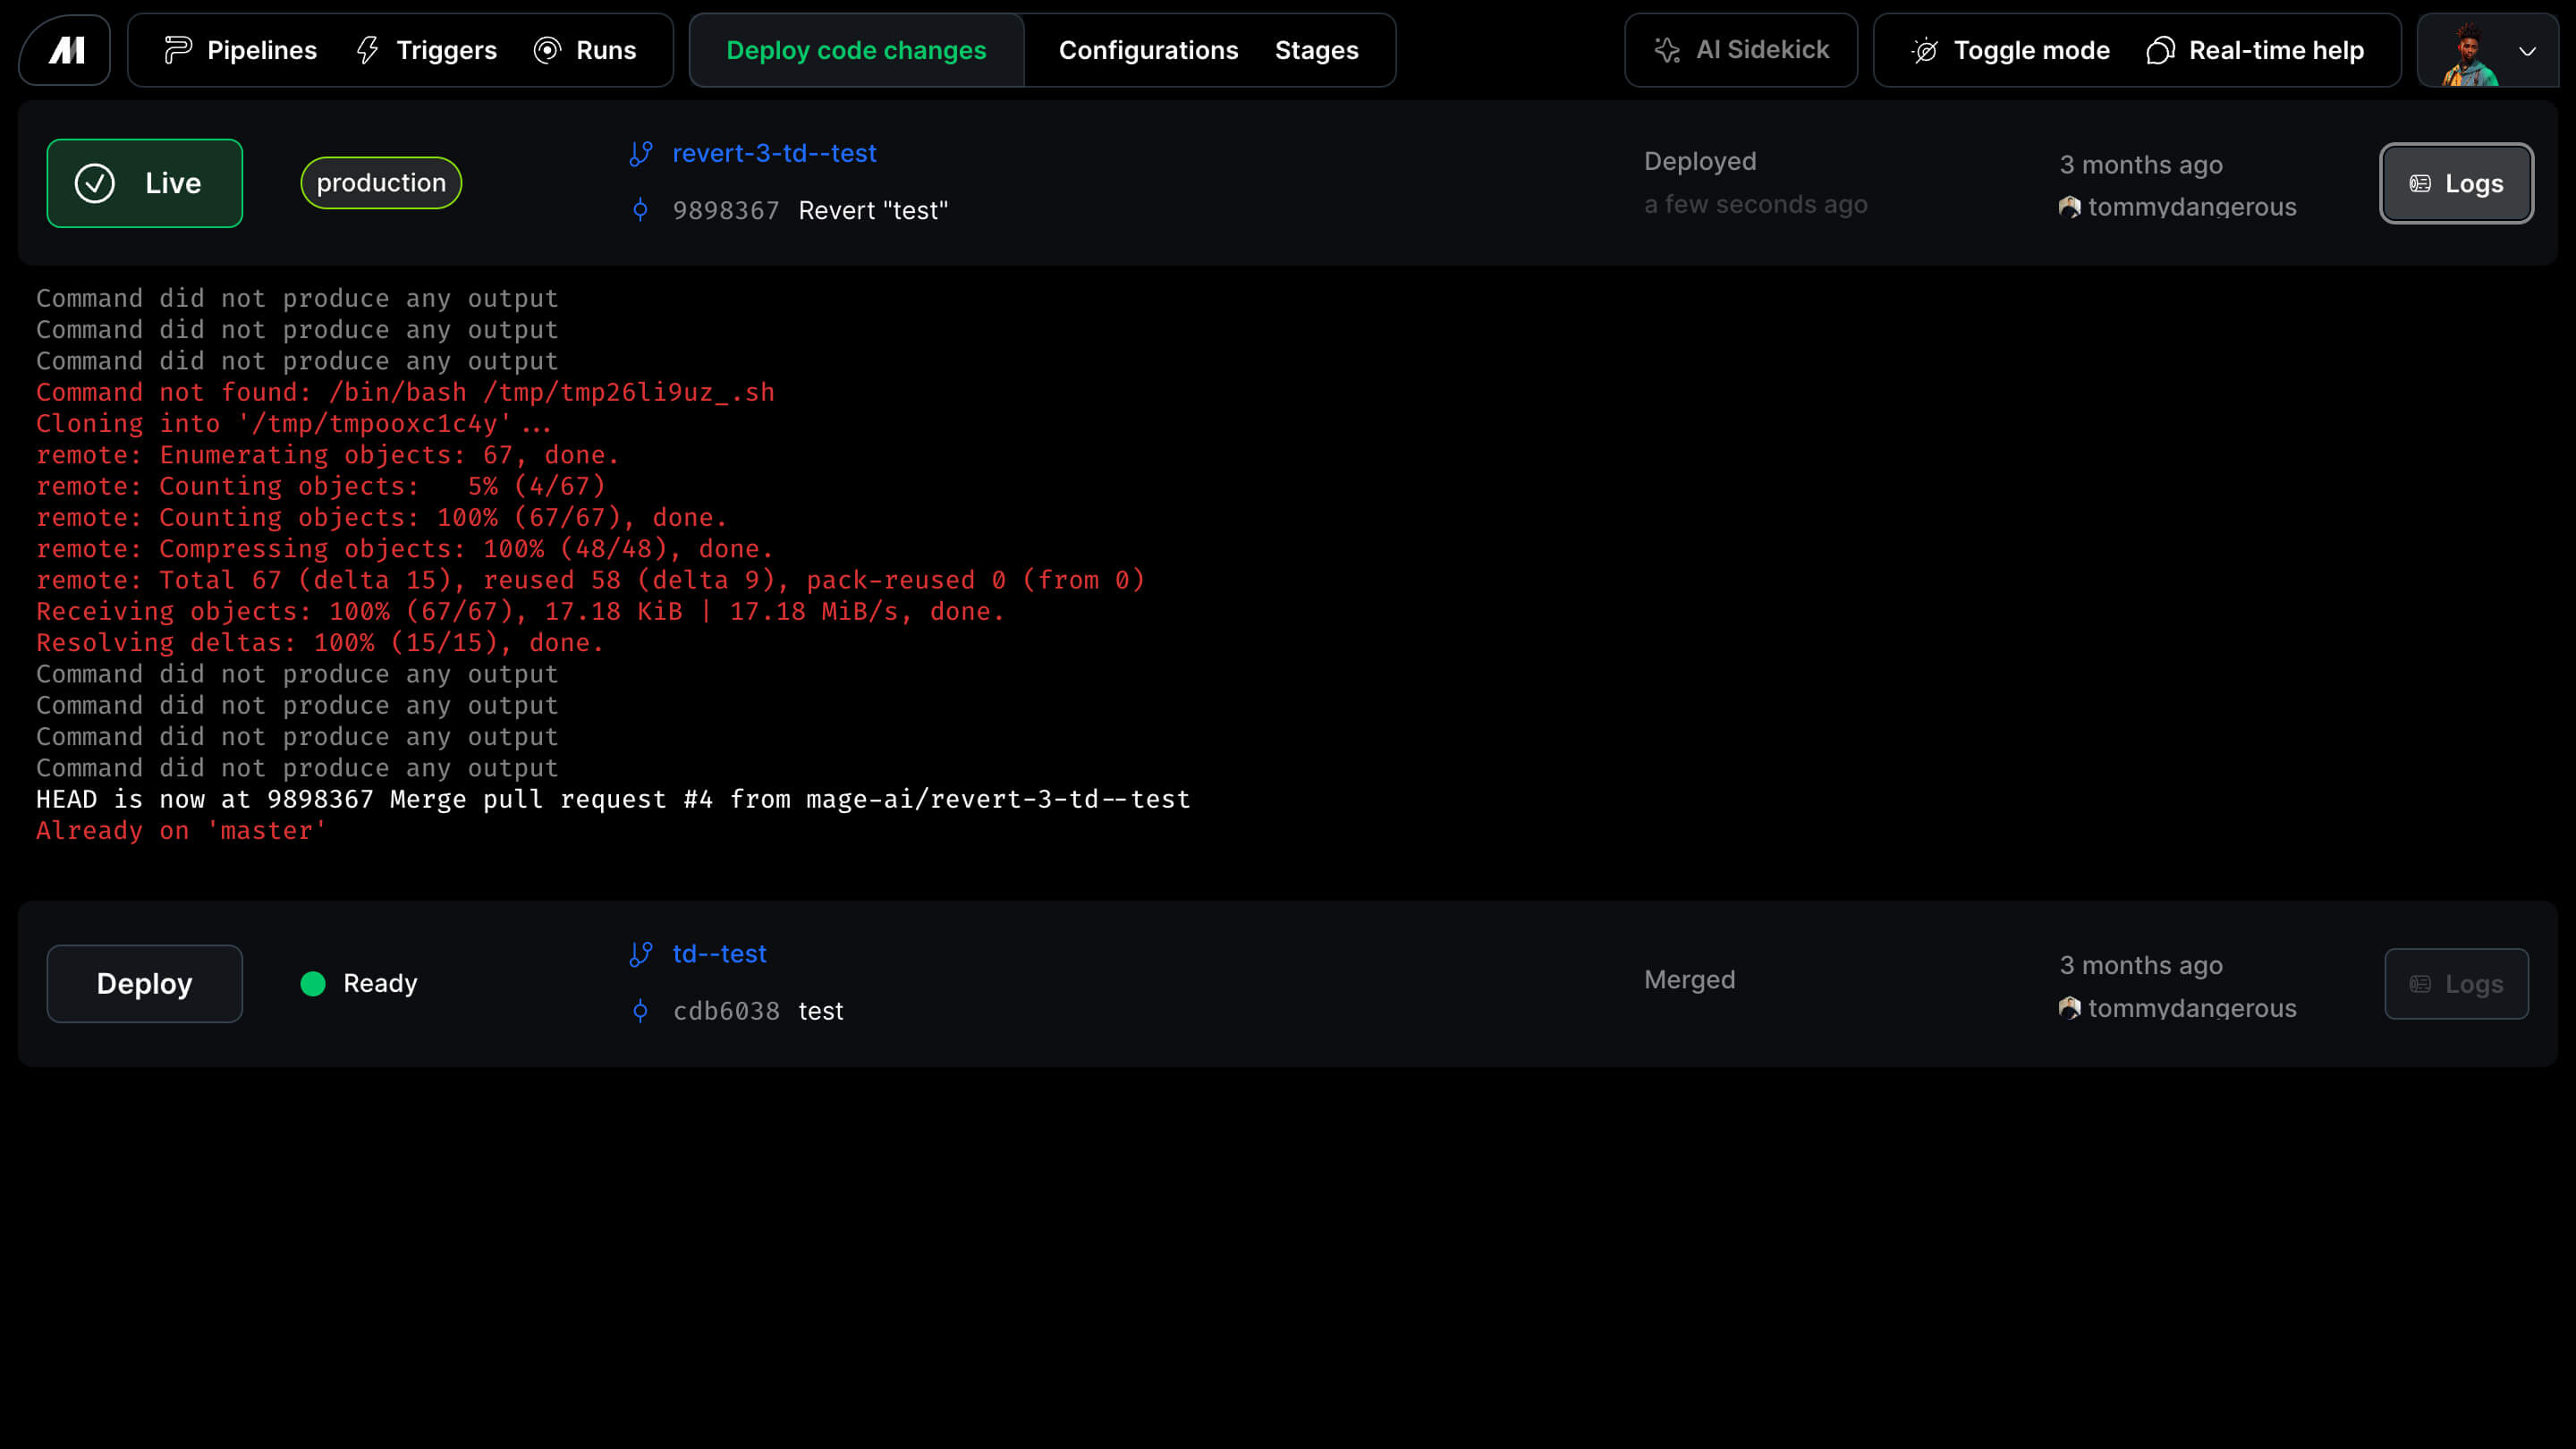 Pipelines Triggers Runs Deploy code changes Configurations Stages AI Sidekick Toggle mode Real-time help
Live production revert-3-td--test Deployed 3 months ago Logs
9898367 Revert "test" a few seconds ago tommydangerous
Command did not produce any output
Command did not produce any output
Command did not produce any output
Command not found: /bin/bash /tmp/tmp26li9uz_.sh
Cloning into '/tmp/tmpooxc1c4y'...
remote: Enumerating objects: 67, done.
remote: Counting objects:   5% (4/67)
remote: Counting objects: 100% (67/67), done.
remote: Compressing objects: 100% (48/48), done.
remote: Total 67 (delta 15), reused 58 (delta 9), pack-reused 0 (from 0)
Receiving objects: 100% (67/67), 17.18 KiB | 17.18 MiB/s, done.
Resolving deltas: 100% (15/15), done.
Command did not produce any output
Command did not produce any output
Command did not produce any output
Command did not produce any output
HEAD is now at 9898367 Merge pull request #4 from mage-ai/revert-3-td--test
Already on 'master'
Deploy Ready td--test Merged 3 months ago Logs
cdb6038 test tommydangerous